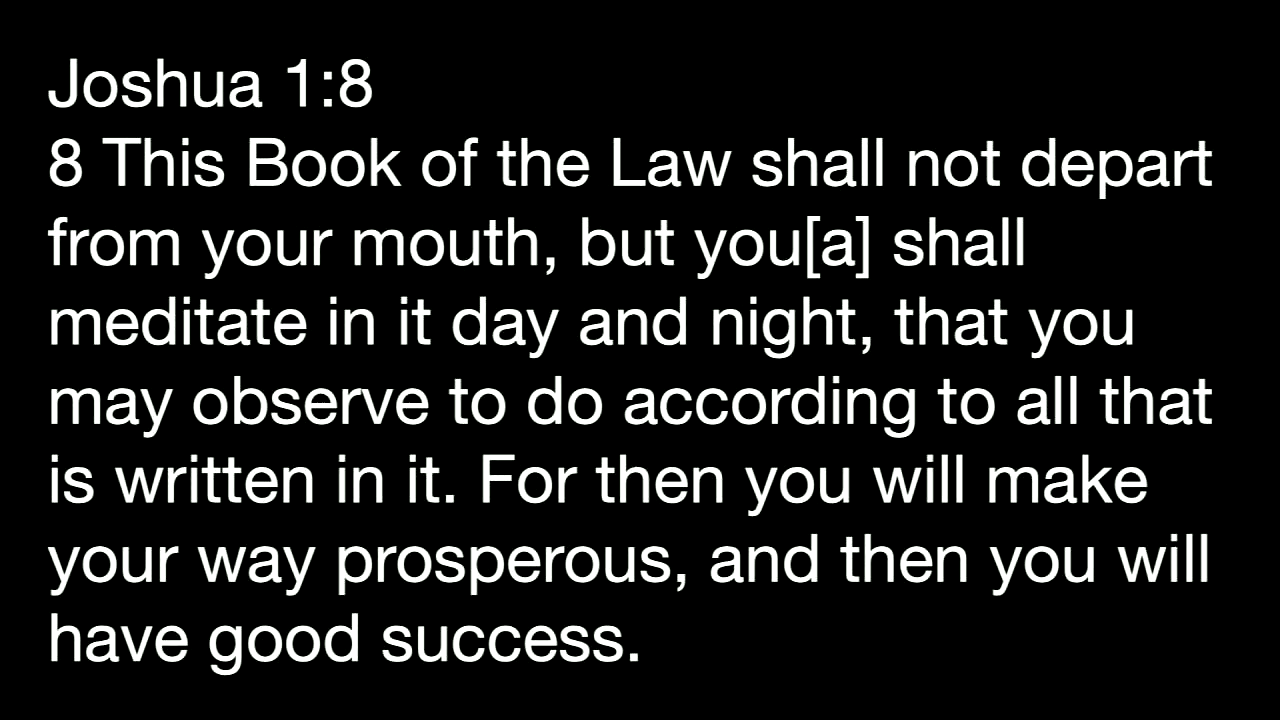 Joshua 1:8
8 This Book of the Law shall not depart
from your mouth, but you[a] shall
meditate in it day and night, that you
may observe to do according to all that
is written in it. For then you will make
your way prosperous, and then you will
have good success.